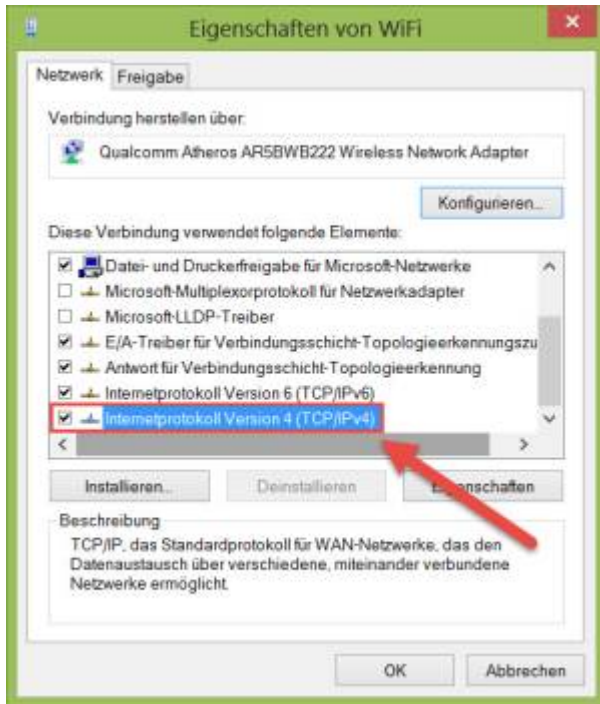 Eigenschaften von WiFi
Netzwerk Freigabe
Verbindung herstellen über:
Qualcomm Atheros AR5BWB222 Wireless Network Adapter
Konfigurieren...
Diese Verbindung verwendet folgende Elemente:
Datei- und Druckerfreigabe für Microsoft-Netzwerke
Microsoft-Multiplexorprotokoll für Netzwerkadapter
Microsoft-LLDP-Treiber
E/A-Treiber für Verbindungsschicht-Topologieerkennungszu
Antwort für Verbindungsschicht-Topologieerkennung
Internetprotokoll Version 6 (TCP/IPv6)
Internetprotokoll Version 4 (TCP/IPv4)
Installieren... Deinstallieren Eigenschaften
Beschreibung
TCP/IP, das Standardprotokoll für WAN-Netzwerke, das den
Datenaustausch über verschiedene, miteinander verbundene
Netzwerke ermöglicht.
OK Abbrechen